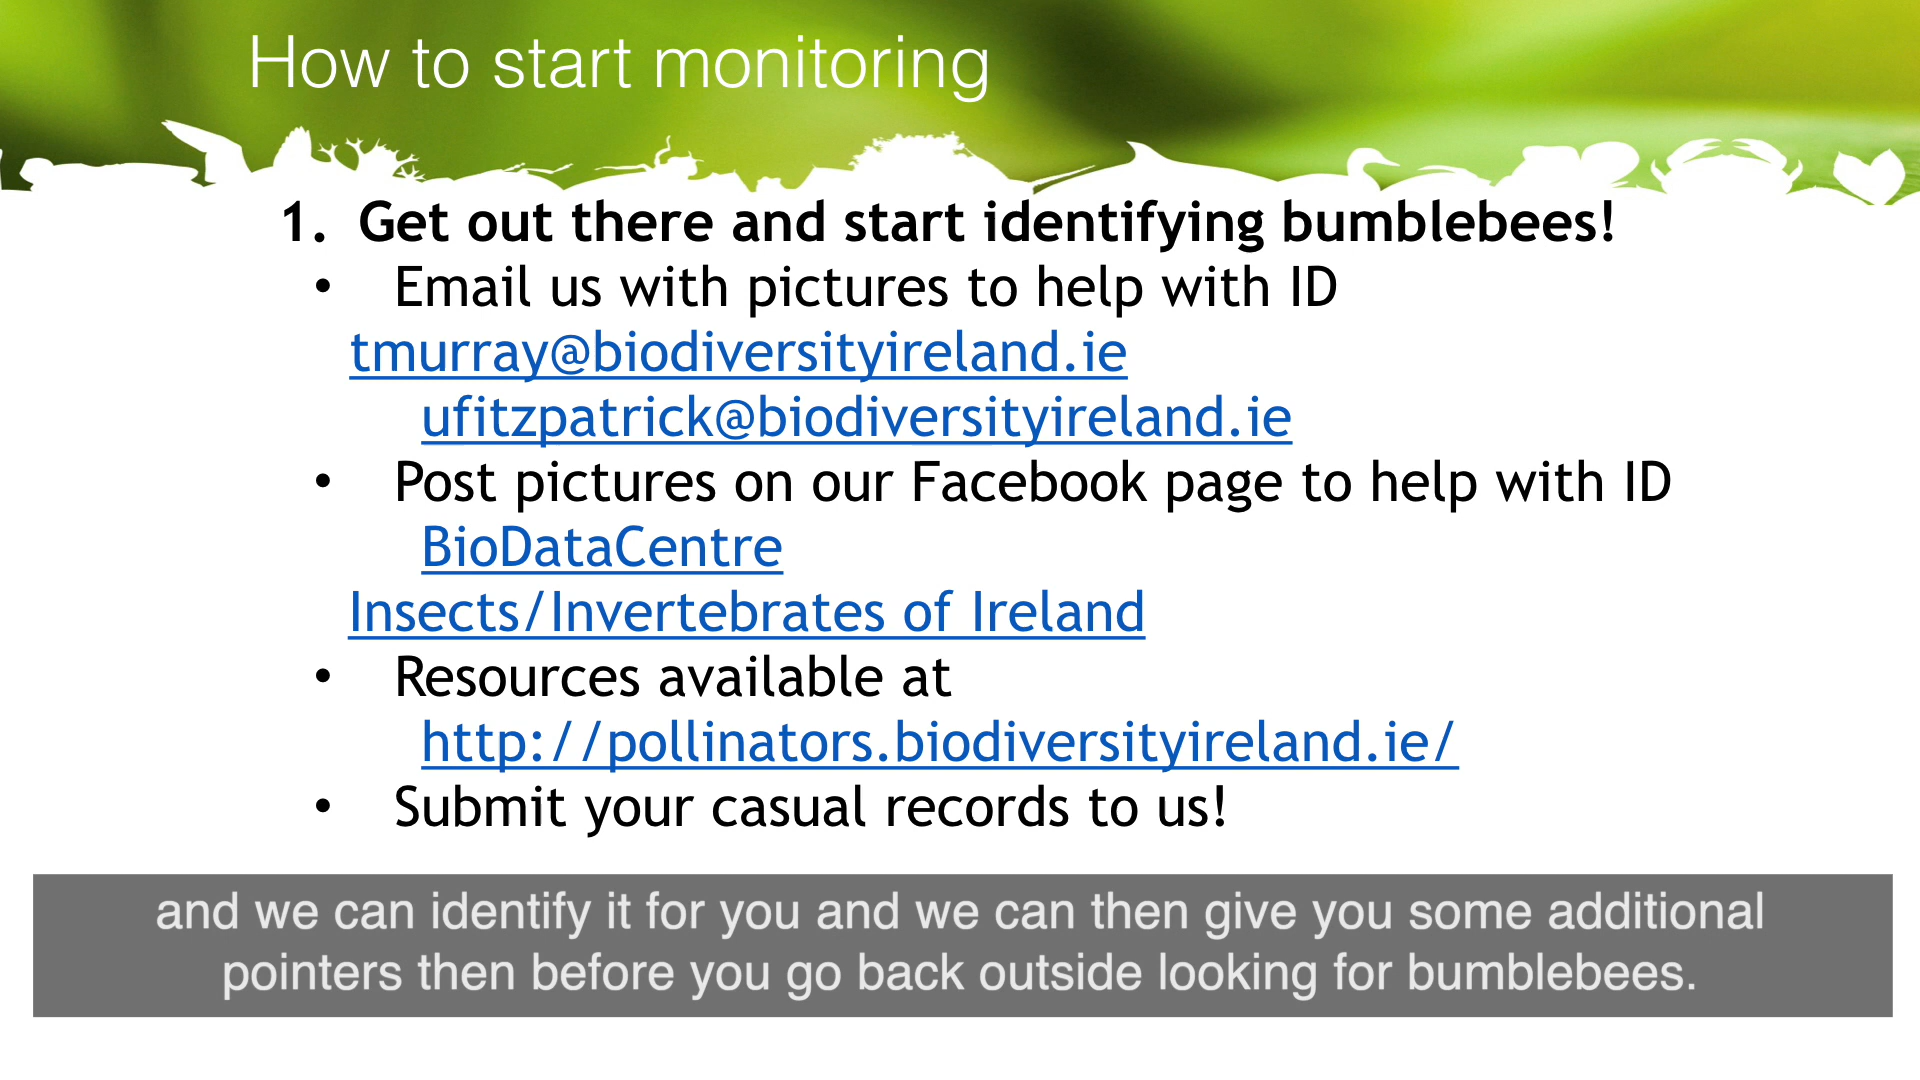 How to start monitoring
1. Get out there and start identifying bumblebees!
• Email us with pictures to help with ID
tmurray@biodiversityireland.ie
ufitzpatrick@biodiversityireland.ie
• Post pictures on our Facebook page to help with ID
BioDataCentre
Insects/Invertebrates of Ireland
• Resources available at
http://pollinators.biodiversityireland.ie/
• Submit your casual records to us!
and we can identify it for you and we can then give you some additional
pointers then before you go back outside looking for bumblebees.